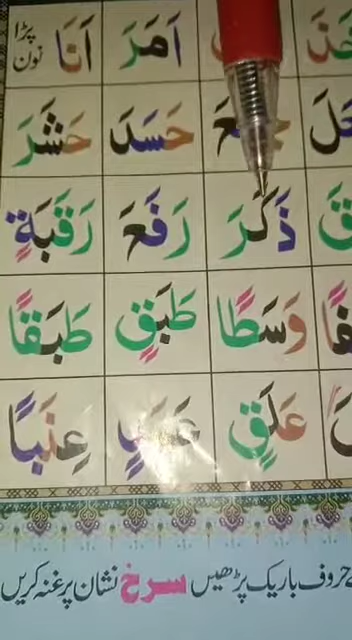 اَمَرَ اَنَا پڑا نون
حَسَدَ حَشَرَ
ذَكَرَ رَفَعَ رَقَبَةٍ
وَسَطًا طَبَقٍ طَبَقًا
عَلَقٍ عِنَبًا
حروف باریک پڑھیں سرخ نشان پر غنہ کریں